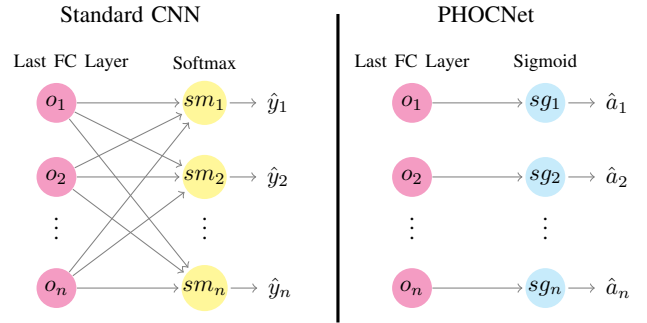 Standard CNN
Last FC Layer Softmax
o₁ sm₁ ŷ₁
o₂ sm₂ ŷ₂
⋮ ⋮
oₙ smₙ ŷₙ
PHOCNet
Last FC Layer Sigmoid
o₁ sg₁ â₁
o₂ sg₂ â₂
⋮ ⋮
oₙ sgₙ âₙ